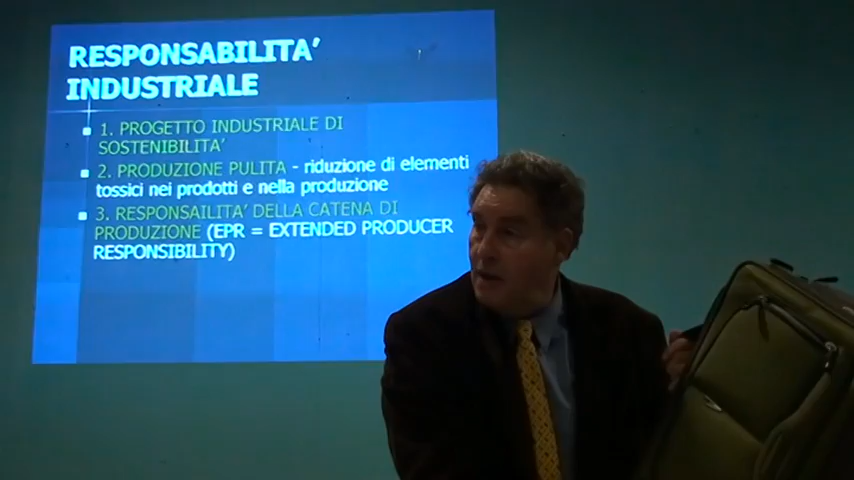 RESPONSABILITA'
INDUSTRIALE
1. PROGETTO INDUSTRIALE DI
SOSTENIBILITA'
2. PRODUZIONE PULITA - riduzione di elementi
tossici nei prodotti e nella produzione
3. RESPONSAILITA' DELLA CATENA DI
PRODUZIONE (EPR = EXTENDED PRODUCER
RESPONSIBILITY)